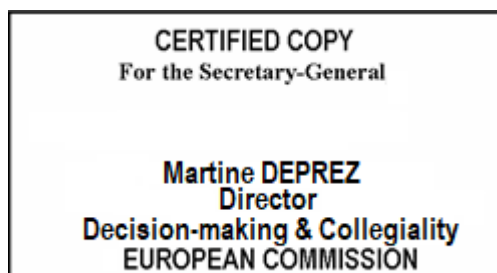 CERTIFIED COPY
For the Secretary-General
Martine DEPREZ
Director
Decision-making & Collegiality
EUROPEAN COMMISSION